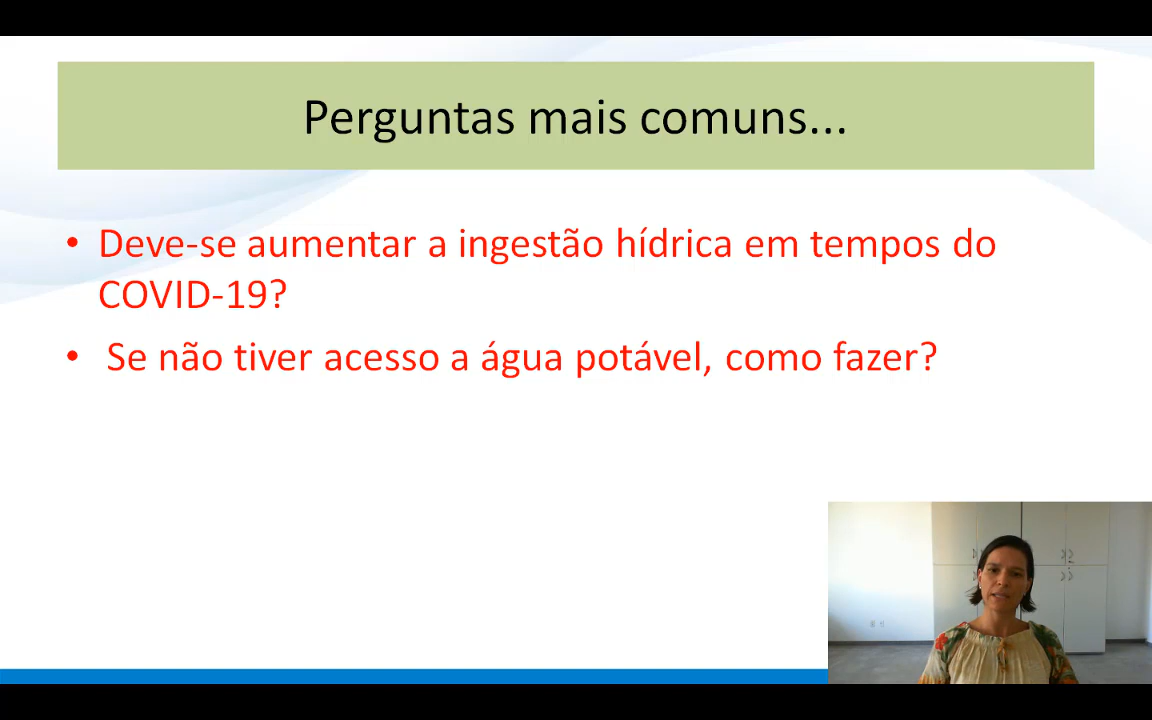 Perguntas mais comuns...
• Deve-se aumentar a ingestão hídrica em tempos do
COVID-19?
• Se não tiver acesso a água potável, como fazer?